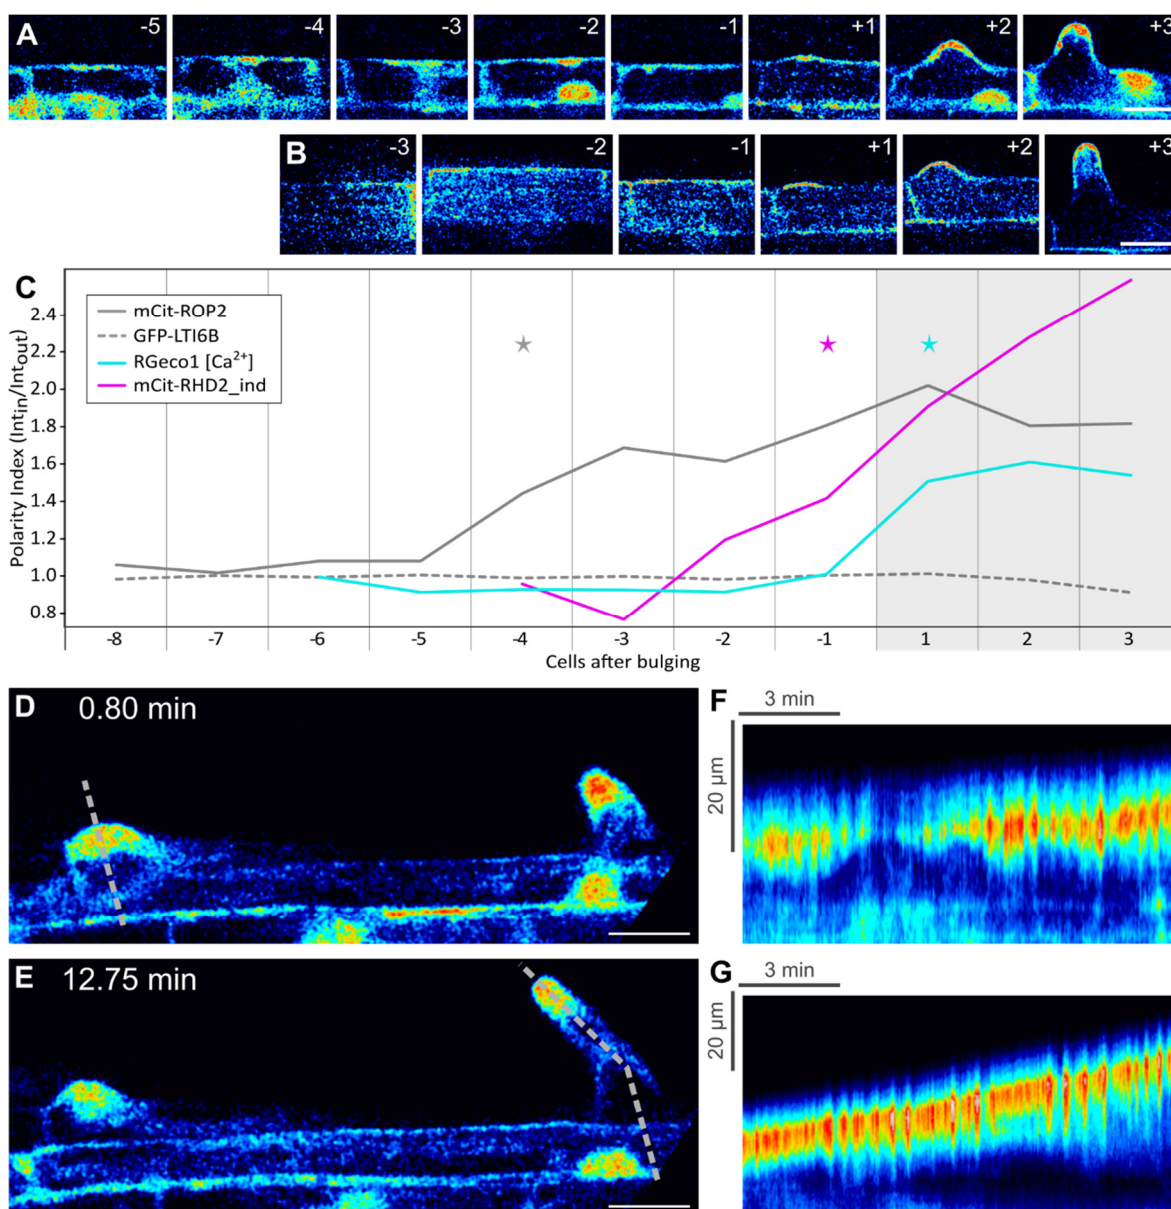 A -5 -4 -3 -2 -1 +1 +2 +3
B -3 -2 -1 +1 +2 +3
C
mCit-ROP2
GFP-LTI6B
RGeco1 [Ca²⁺]
mCit-RHD2_ind
Polarity Index (Int_in/Int_out)
2.4
2.2
2.0
1.8
1.6
1.4
1.2
1.0
0.8
-8 -7 -6 -5 -4 -3 -2 -1 1 2 3
Cells after bulging
D 0.80 min
F 3 min
20 μm
E 12.75 min
G 3 min
20 μm